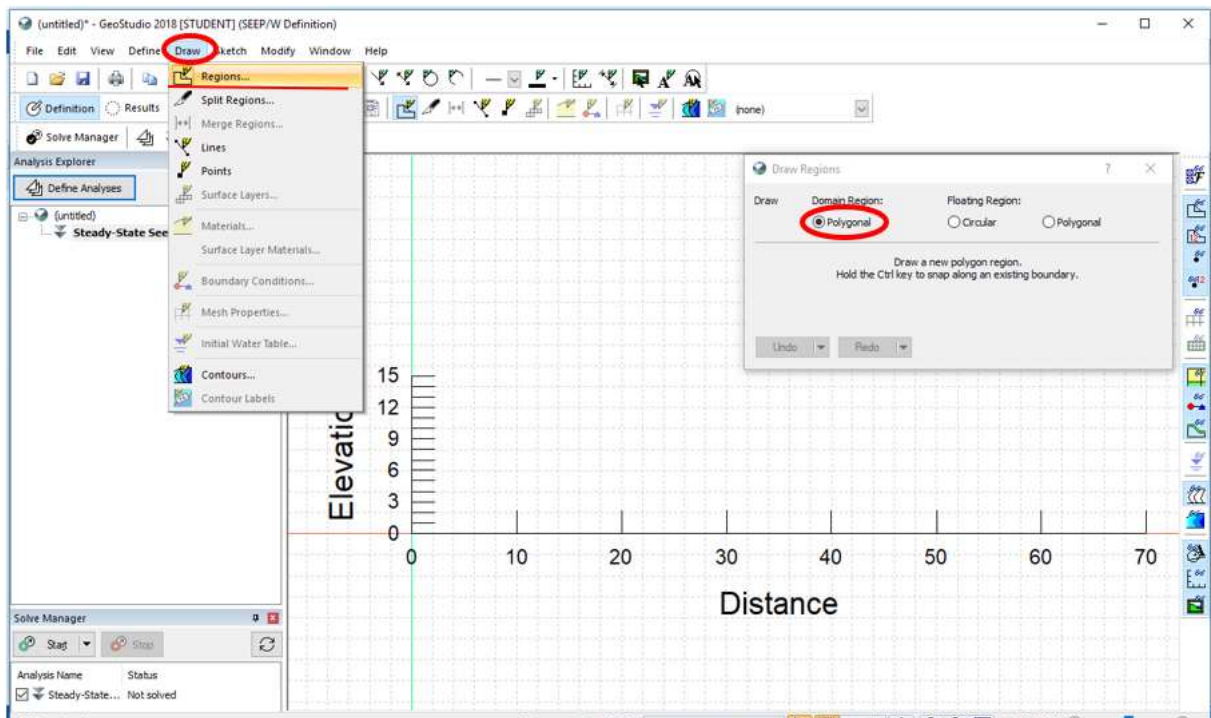 (untitled)* - GeoStudio 2018 [STUDENT] (SEEP/W Definition)
File Edit View Define Draw Sketch Modify Window Help
Regions...
Definition Results
Split Regions...
(none)
Merge Regions...
Solve Manager
Lines
Analysis Explorer
Points
Define Analyses
Surface Layers...
(untitled)
Steady-State See
Materials...
Surface Layer Materials...
Boundary Conditions...
Mesh Properties...
Initial Water Table...
Contours...
Contour Labels
Draw Regions ?
Draw Domain Region: Floating Region:
Polygonal Circular Polygonal
Draw a new polygon region.
Hold the Ctrl key to snap along an existing boundary.
Undo Redo
15
12
9
6
3
0
Elevatio
0 10 20 30 40 50 60 70
Distance
Solve Manager
Start Stop
Analysis Name Status
Steady-State... Not solved